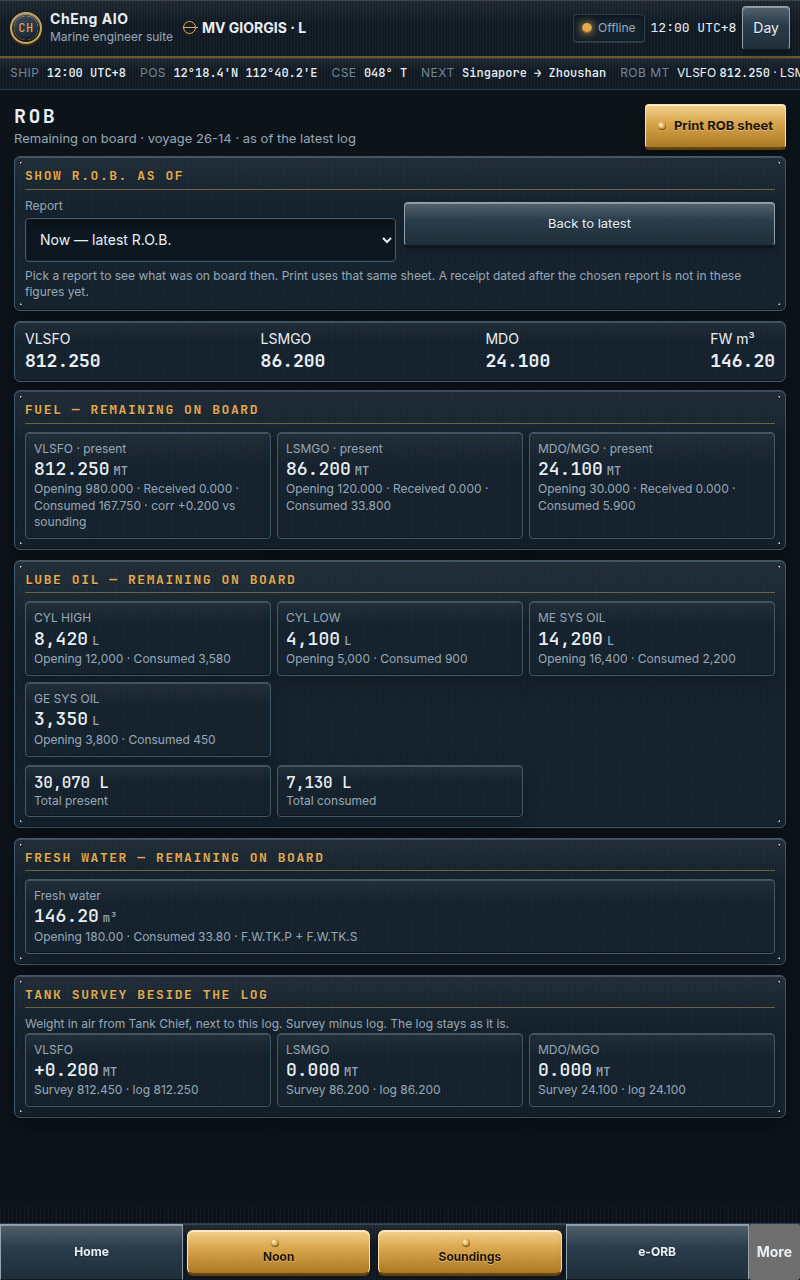 CH
ChEng AIO
Marine engineer suite
MV GIORGIS · L
Offline
12:00 UTC+8
Day
SHIP 12:00 UTC+8 POS 12°18.4'N 112°40.2'E CSE 048° T NEXT Singapore → Zhoushan ROB MT VLSFO 812.250 · LSM
ROB
Remaining on board · voyage 26-14 · as of the latest log
Print ROB sheet
SHOW R.O.B. AS OF
Report
Now — latest R.O.B.
Back to latest
Pick a report to see what was on board then. Print uses that same sheet. A receipt dated after the chosen report is not in these
figures yet.
VLSFO
812.250
LSMGO
86.200
MDO
24.100
FW m³
146.20
FUEL — REMAINING ON BOARD
VLSFO · present
812.250 MT
Opening 980.000 · Received 0.000 ·
Consumed 167.750 · corr +0.200 vs
sounding
LSMGO · present
86.200 MT
Opening 120.000 · Received 0.000 ·
Consumed 33.800
MDO/MGO · present
24.100 MT
Opening 30.000 · Received 0.000 ·
Consumed 5.900
LUBE OIL — REMAINING ON BOARD
CYL HIGH
8,420 L
Opening 12,000 · Consumed 3,580
CYL LOW
4,100 L
Opening 5,000 · Consumed 900
ME SYS OIL
14,200 L
Opening 16,400 · Consumed 2,200
GE SYS OIL
3,350 L
Opening 3,800 · Consumed 450
30,070 L
Total present
7,130 L
Total consumed
FRESH WATER — REMAINING ON BOARD
Fresh water
146.20 m³
Opening 180.00 · Consumed 33.80 · F.W.TK.P + F.W.TK.S
TANK SURVEY BESIDE THE LOG
Weight in air from Tank Chief, next to this log. Survey minus log. The log stays as it is.
VLSFO
+0.200 MT
Survey 812.450 · log 812.250
LSMGO
0.000 MT
Survey 86.200 · log 86.200
MDO/MGO
0.000 MT
Survey 24.100 · log 24.100
Home
Noon
Soundings
e-ORB
More